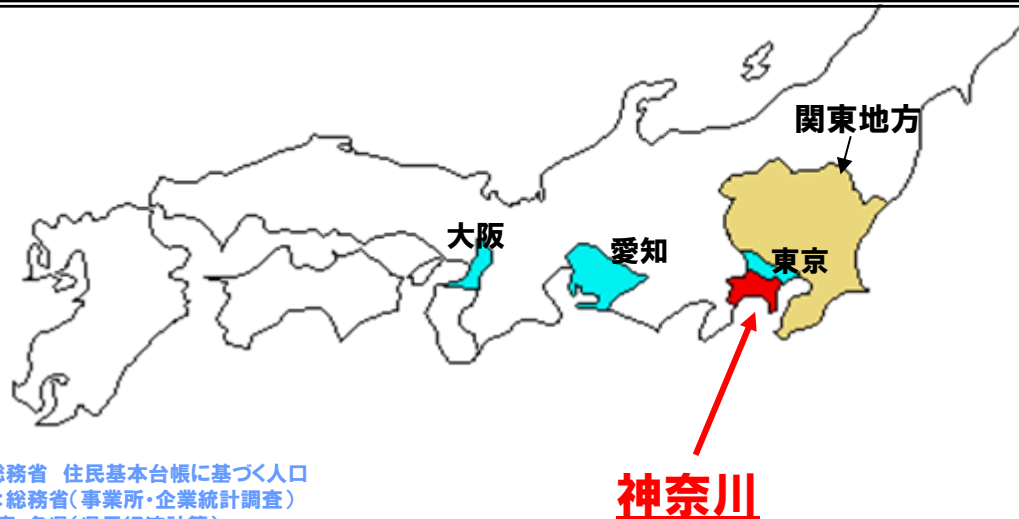 関東地方
大阪
愛知
東京
神奈川
総務省 住民基本台帳に基づく人口
:総務省(事業所・企業統計調査)